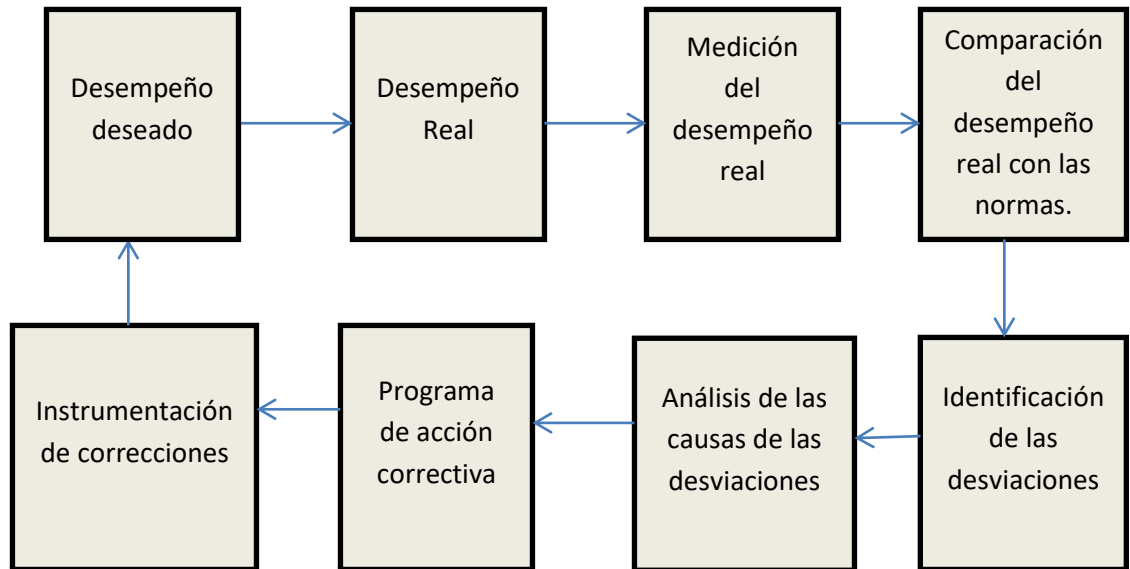 Desempeño
deseado
Desempeño
Real
Medición
del
desempeño
real
Comparación
del
desempeño
real con las
normas.
Instrumentación
de correcciones
Programa
de acción
correctiva
Análisis de las
causas de las
desviaciones
Identificación
de las
desviaciones